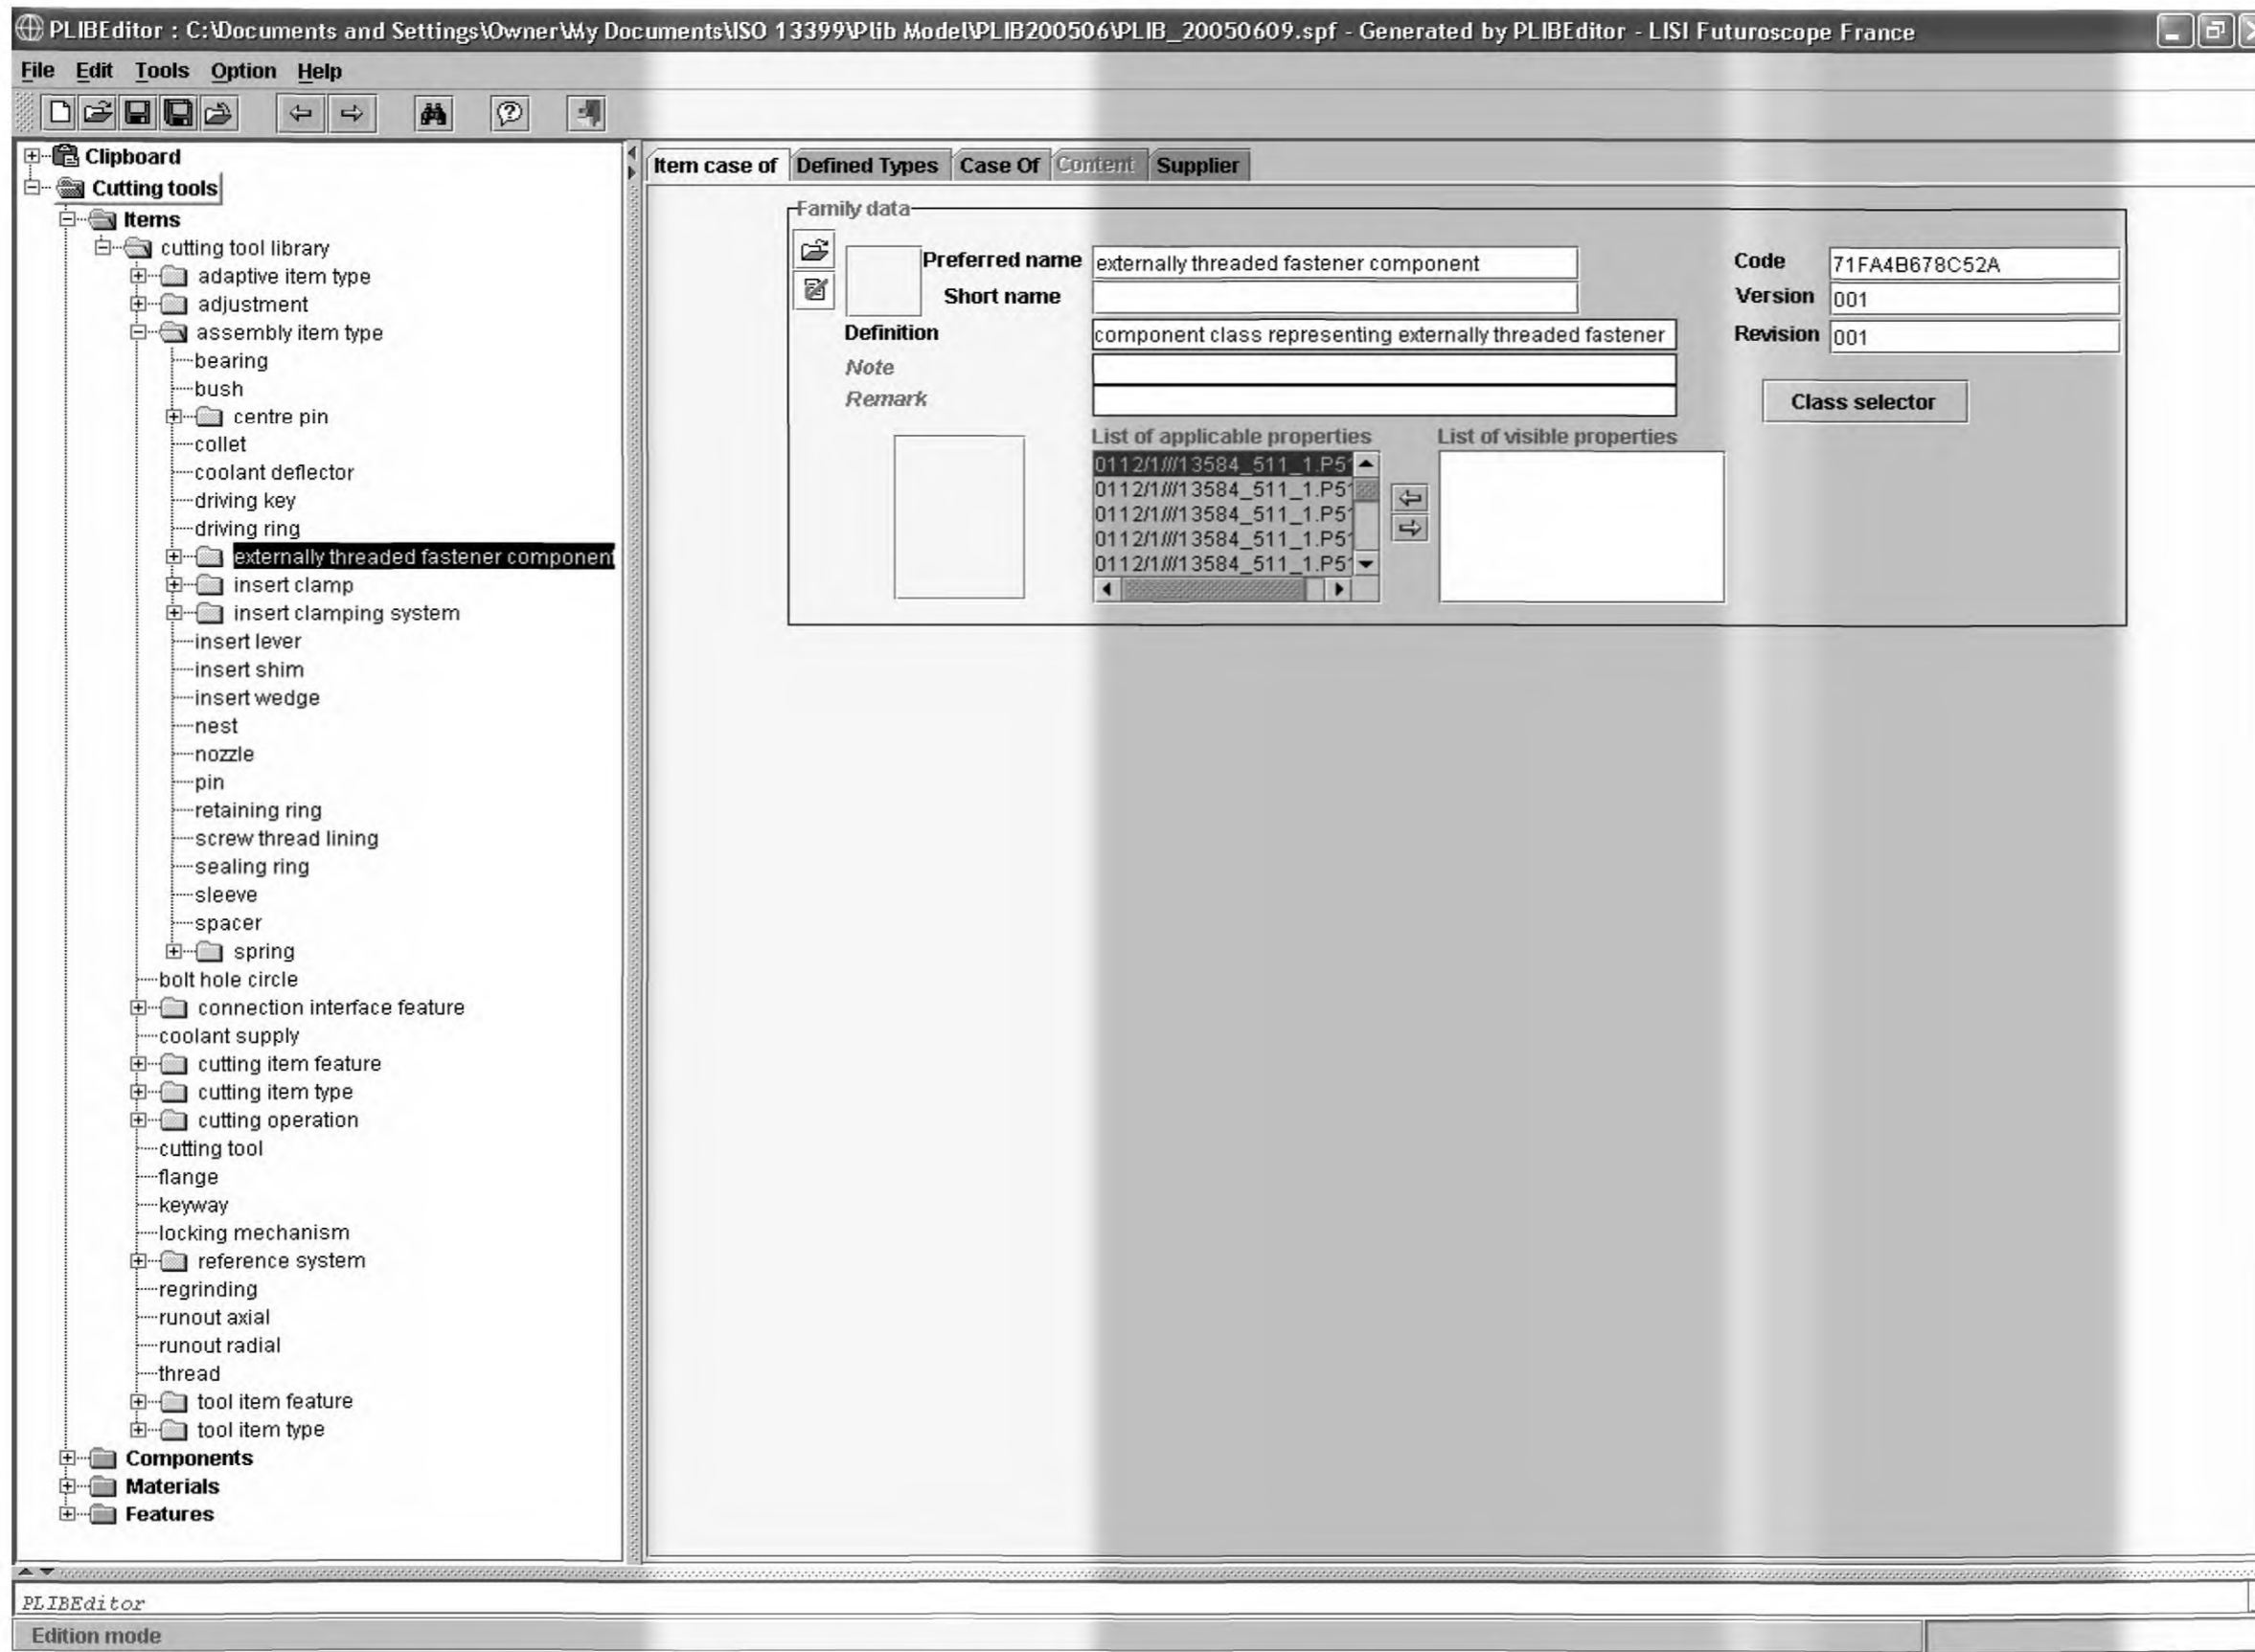 PLIBEditor : C:\Documents and Settings\Owner\My Documents\ISO 13399\Plib Model\PLIB200506\PLIB_20050609.spf - Generated by PLIBEditor - LISI Futuroscope France
File Edit Tools Option Help
Clipboard
Cutting tools
Items
cutting tool library
adaptive item type
adjustment
assembly item type
bearing
bush
centre pin
collet
coolant deflector
driving key
driving ring
externally threaded fastener component
insert clamp
insert clamping system
insert lever
insert shim
insert wedge
nest
nozzle
pin
retaining ring
screw thread lining
sealing ring
sleeve
spacer
spring
bolt hole circle
connection interface feature
coolant supply
cutting item feature
cutting item type
cutting operation
cutting tool
flange
keyway
locking mechanism
reference system
regrinding
runout axial
runout radial
thread
tool item feature
tool item type
Components
Materials
Features
Item case of Defined Types Case Of Content Supplier
Family data
Preferred name externally threaded fastener component
Short name
Definition component class representing externally threaded fastener
Note
Remark
Code 71FA4B678C52A
Version 001
Revision 001
Class selector
List of applicable properties List of visible properties
0112/1///13584_511_1.P51
0112/1///13584_511_1.P51
0112/1///13584_511_1.P51
0112/1///13584_511_1.P51
0112/1///13584_511_1.P51
PLIBEditor
Edition mode